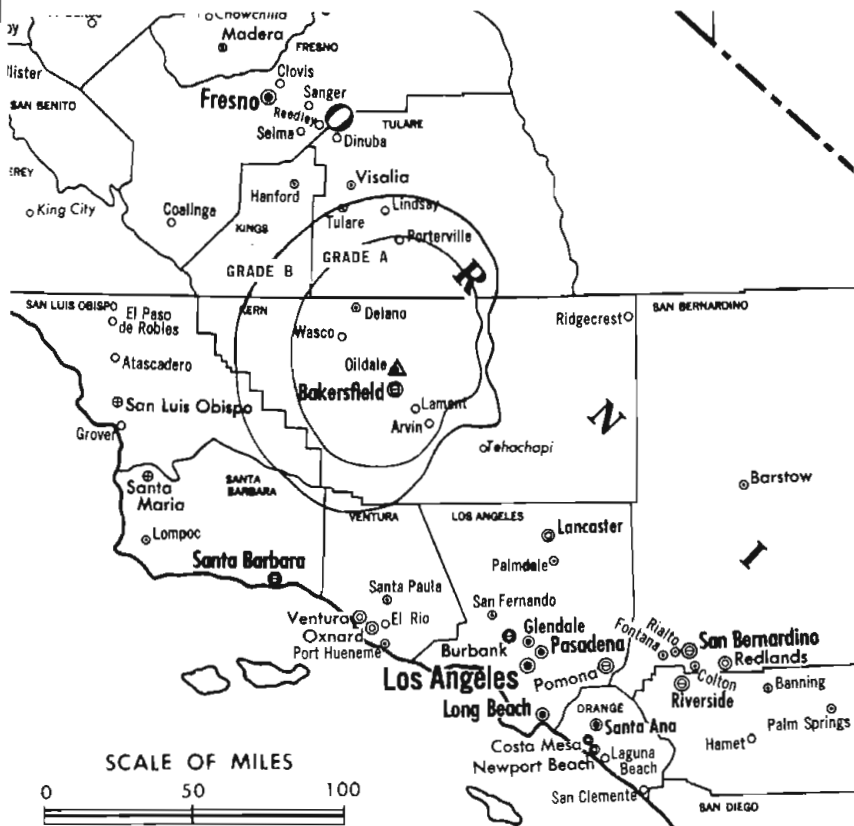 Chowchilla
Madera
FRESNO
Clovis
Fresno
Sanger
Reedley
Selma
Dinuba
TULARE
SAN BENITO
King City
Coalinga
Hanford
Visalia
KINGS
Tulare
Lindsay
Porterville
GRADE B
GRADE A
R
SAN LUIS OBISPO
KERN
SAN BERNARDINO
El Paso
de Robles
Delano
Wasco
Ridgecrest
Atascadero
Oildale
Bakersfield
San Luis Obispo
Lamont
Arvin
N
Grover
Tehachapi
Santa
Maria
SANTA
BARBARA
Barstow
Lompoc
VENTURA
LOS ANGELES
Lancaster
I
Santa Barbara
Palmdale
Santa Paula
San Fernando
Ventura
El Rio
Oxnard
Port Hueneme
Burbank
Glendale
Pasadena
Los Angeles
Pomona
Fontana
Rialto
San Bernardino
Colton
Redlands
Riverside
Banning
Long Beach
ORANGE
Santa Ana
Palm Springs
Costa Mesa
Newport Beach
Laguna
Beach
Hamet
San Clemente
SAN DIEGO
SCALE OF MILES
0 50 100